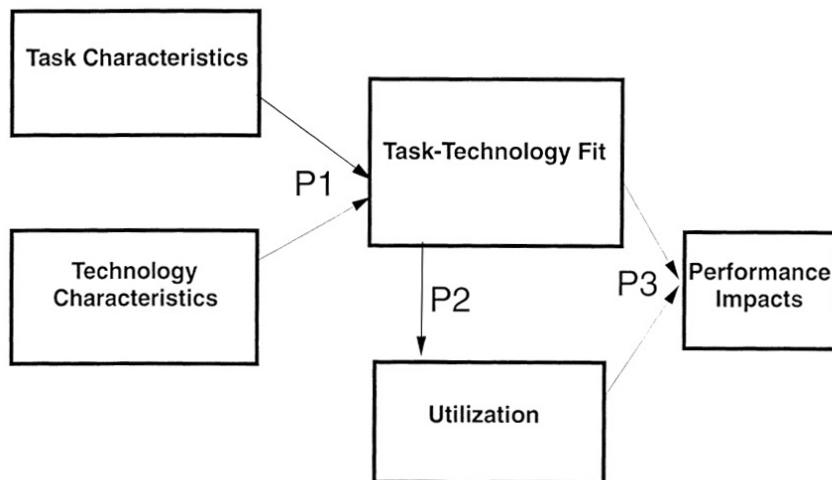 Task Characteristics
Task-Technology Fit
P1
Technology
Characteristics
P2
P3
Performance
Impacts
Utilization